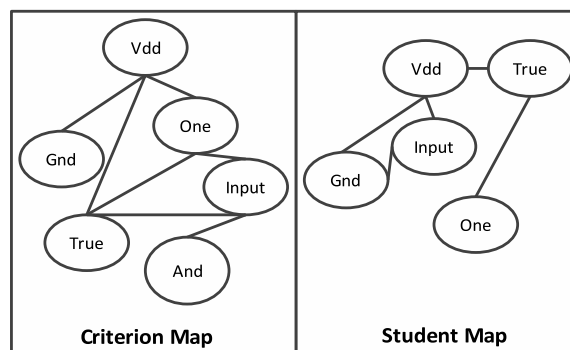 Vdd
One
Gnd
Input
True
And
Criterion Map
Vdd
True
Input
Gnd
One
Student Map